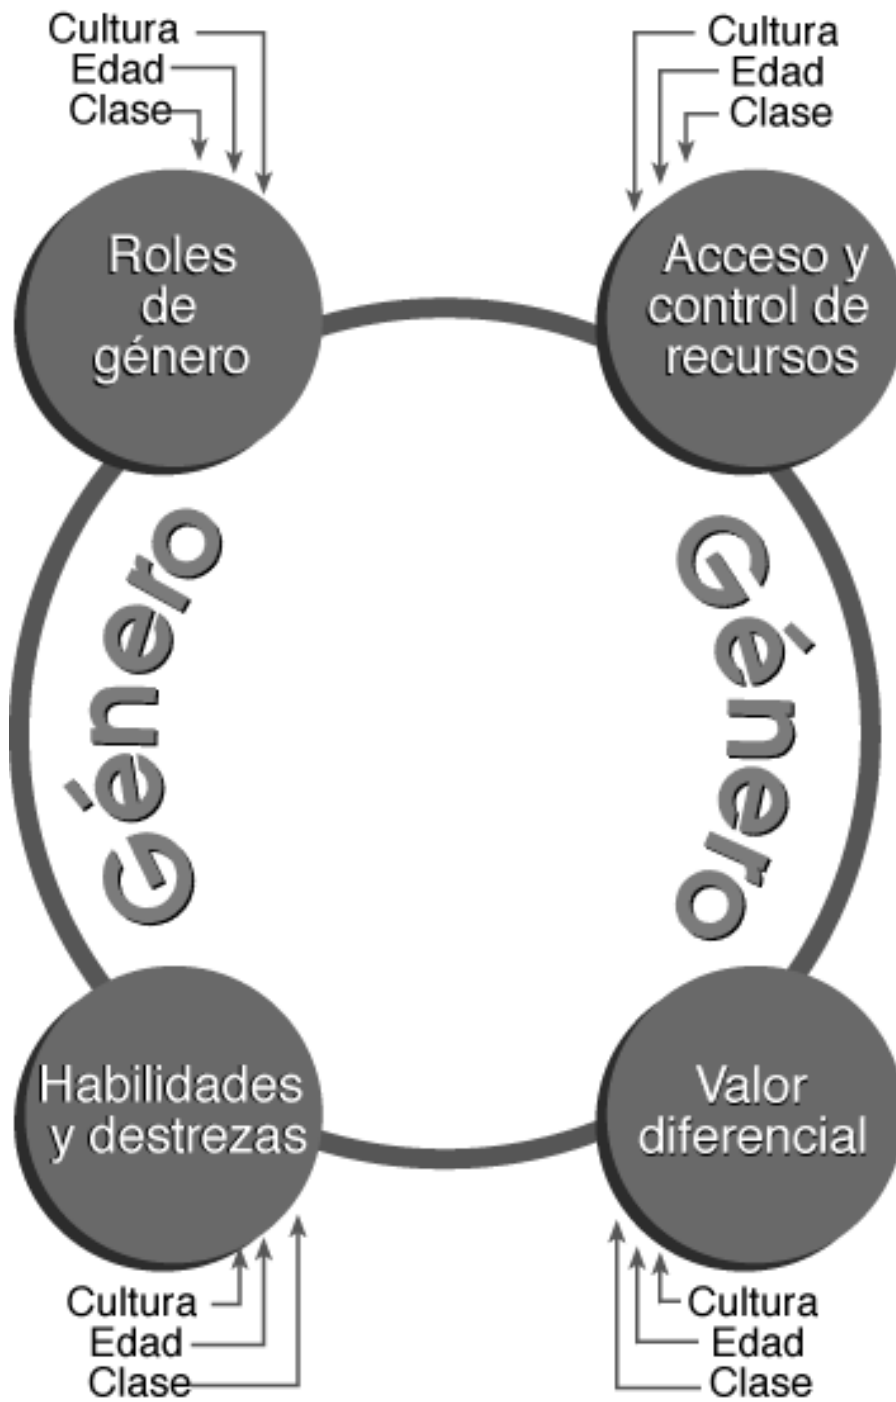 Cultura
Edad
Clase
Cultura
Edad
Clase
Roles
de
género
Acceso y
control de
recursos
Género
Género
Habilidades
y destrezas
Valor
diferencial
Cultura
Edad
Clase
Cultura
Edad
Clase